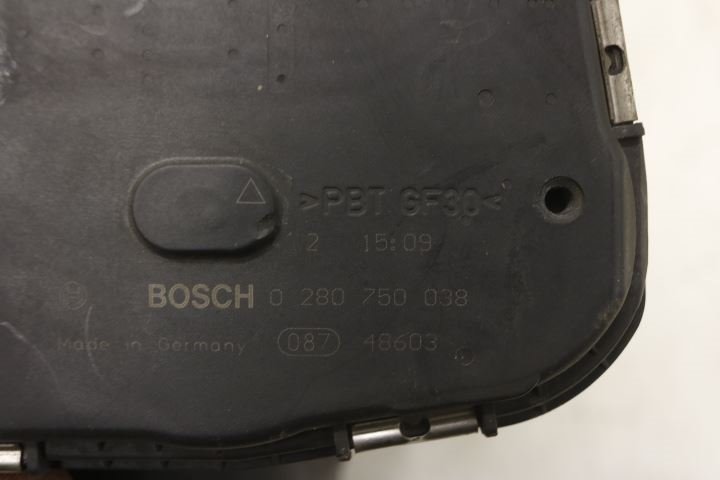 >PBT GF30<
2 15:09
BOSCH 0 280 750 038
Made in Germany 087 48603